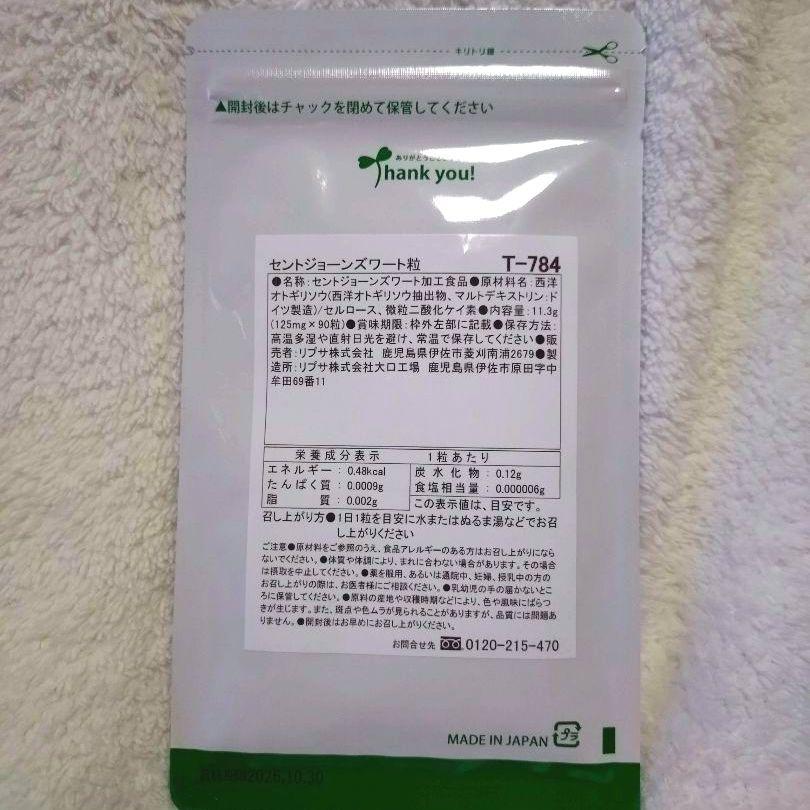 キリトリ線
▲開封後はチャックを閉めて保管してください
ありがとうござ
Thank you!
セントジョーンズワート粒 T-784
●名称:セントジョーンズワート加工食品●原材料名:西洋
オトギリソウ(西洋オトギリソウ抽出物、マルトデキストリン:ド
イツ製造)/セルロース、微粒二酸化ケイ素●内容量:11.3g
(125mg×90粒)●賞味期限:枠外左部に記載●保存方法:
高温多湿や直射日光を避け、常温で保存してください●販
売者:リプサ株式会社 鹿児島県伊佐市菱刈南浦2679●製
造所:リプサ株式会社大口工場 鹿児島県伊佐市原田字中
牟田69番11
栄養成分表示 1粒あたり
エネルギー:0.48kcal 炭水化物:0.12g
たんぱく質:0.0009g 食塩相当量:0.000006g
脂質:0.002g この表示値は、目安です。
召し上がり方●1日1粒を目安に水またはぬるま湯などでお召
し上がりください
ご注意●原材料をご参照のうえ、食品アレルギーのある方はお召し上がりになら
ないでください。●体質や体調により、まれに合わない場合があります。その場合
は摂取を中止してください。●薬を服用、あるいは通院中、妊婦、授乳中の方の
お召し上がりの際は、お医者様にご相談ください。●乳幼児の手の届かないとこ
ろに保管してください。●原料の産地や収穫時期などにより、色や風味にばらつ
きが生じます。また、斑点や色ムラが見られることがありますが、品質には問題あ
りません。●開封後はお早めにお召し上がりください。
お問合せ先 0120-215-470
MADE IN JAPAN プラ
賞味期限2026.10.30